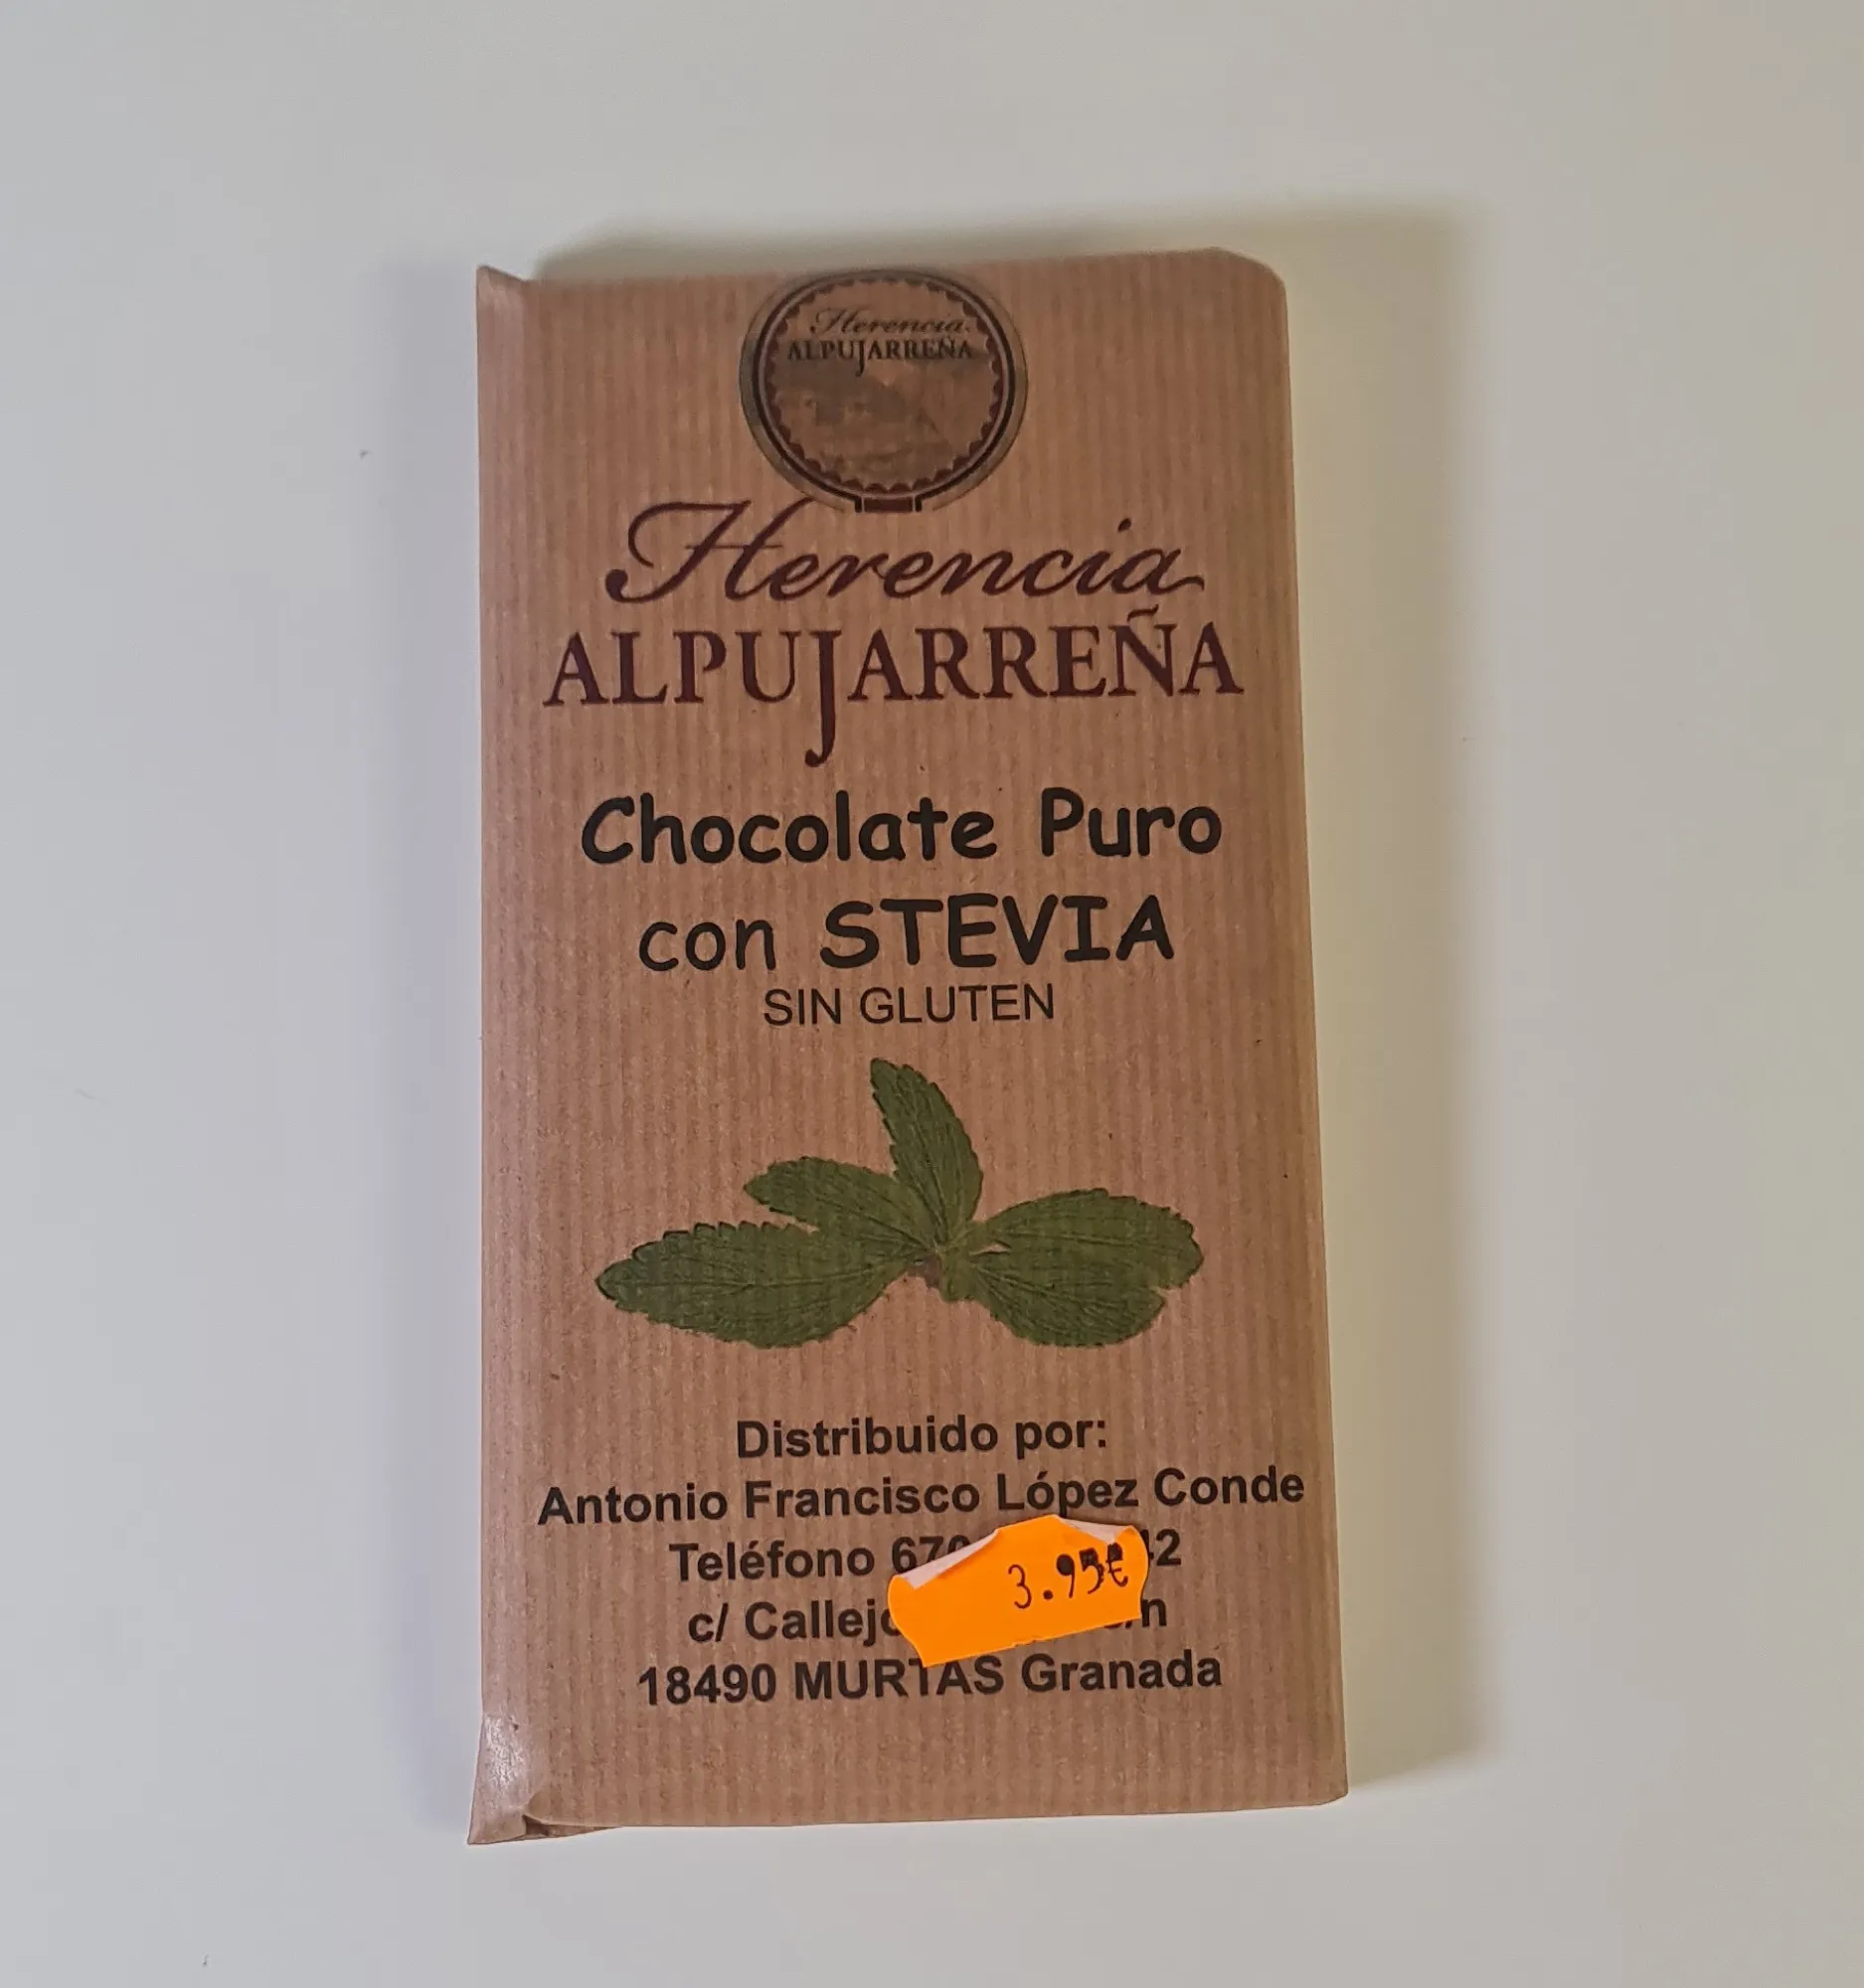 Herencia
ALPUJARREÑA
Herencia
ALPUJARREÑA
Chocolate Puro
con STEVIA
SIN GLUTEN
Distribuido por:
Antonio Francisco López Conde
Teléfono
3.95€
c/
18490 MURTAS Granada